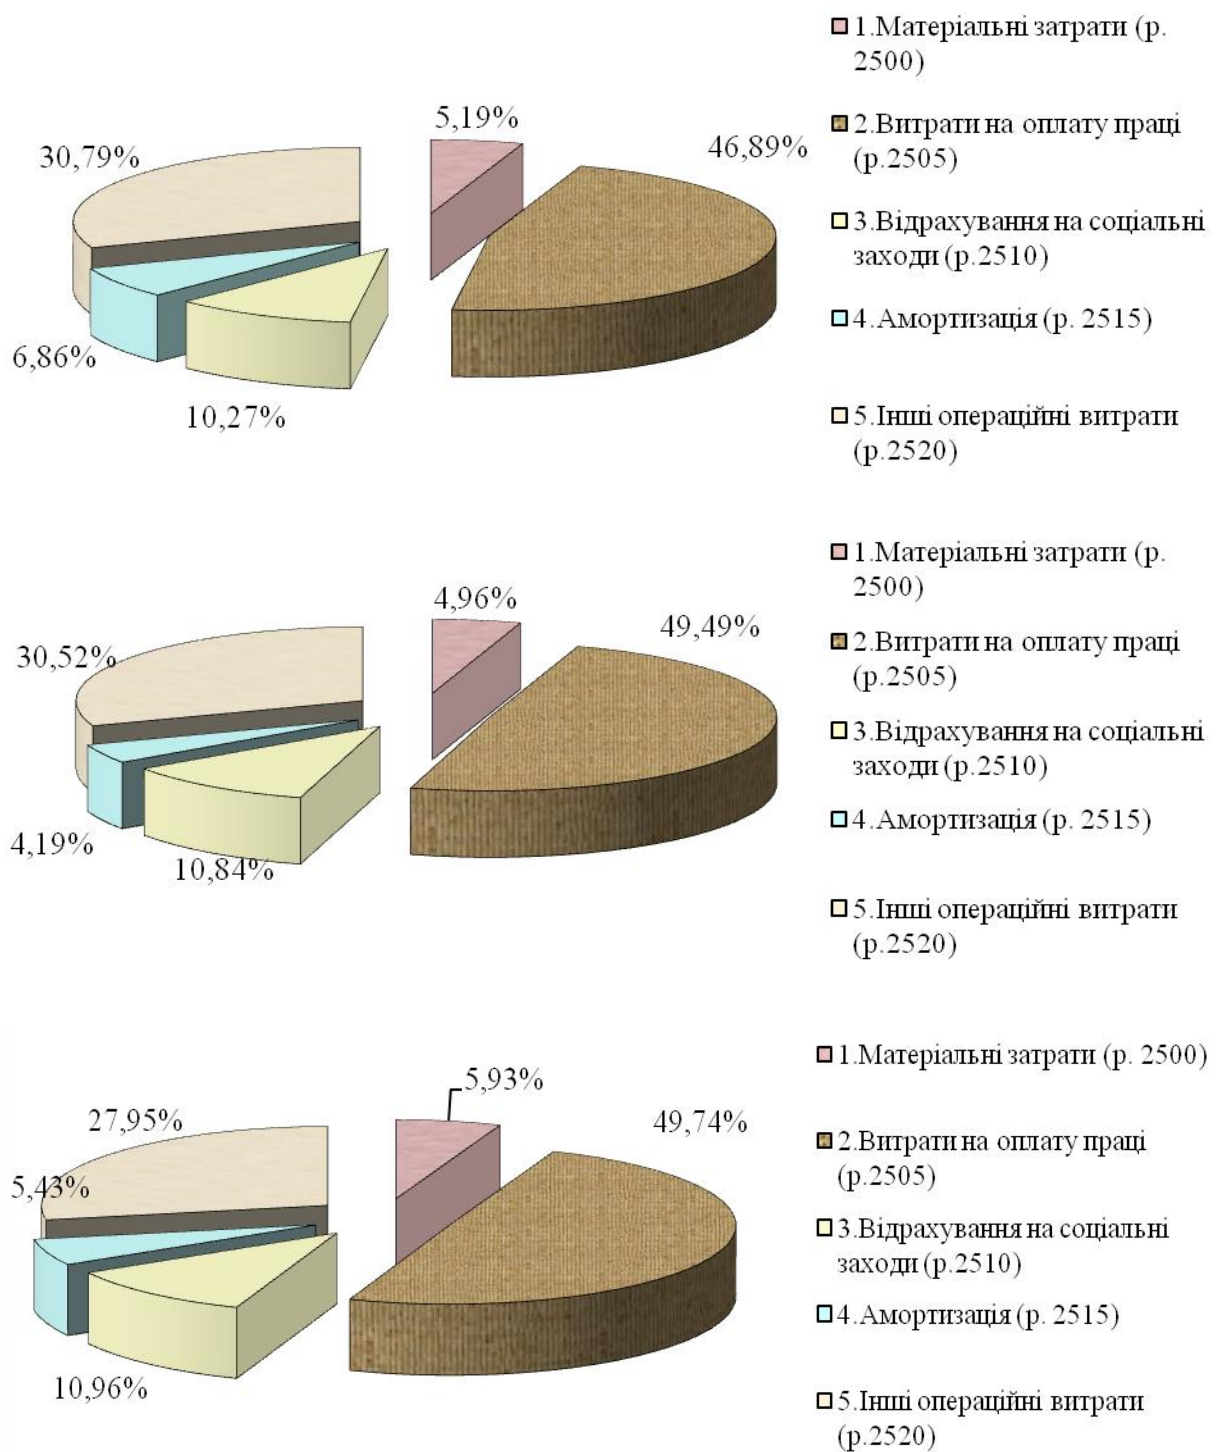 5,19%
46,89%
30,79%
6,86%
10,27%
1.Матеріальні затрати (р.
2500)
2.Витрати на оплату праці
(р.2505)
3.Відрахування на соціальні
заходи (р.2510)
4.Амортизація (р. 2515)
5.Інші операційні витрати
(р.2520)
4,96%
49,49%
30,52%
4,19%
10,84%
1.Матеріальні затрати (р.
2500)
2.Витрати на оплату праці
(р.2505)
3.Відрахування на соціальні
заходи (р.2510)
4.Амортизація (р. 2515)
5.Інші операційні витрати
(р.2520)
5,93%
49,74%
27,95%
5,43%
10,96%
1.Матеріальні затрати (р. 2500)
2.Витрати на оплату праці
(р.2505)
3.Відрахування на соціальні
заходи (р.2510)
4.Амортизація (р. 2515)
5.Інші операційні витрати
(р.2520)